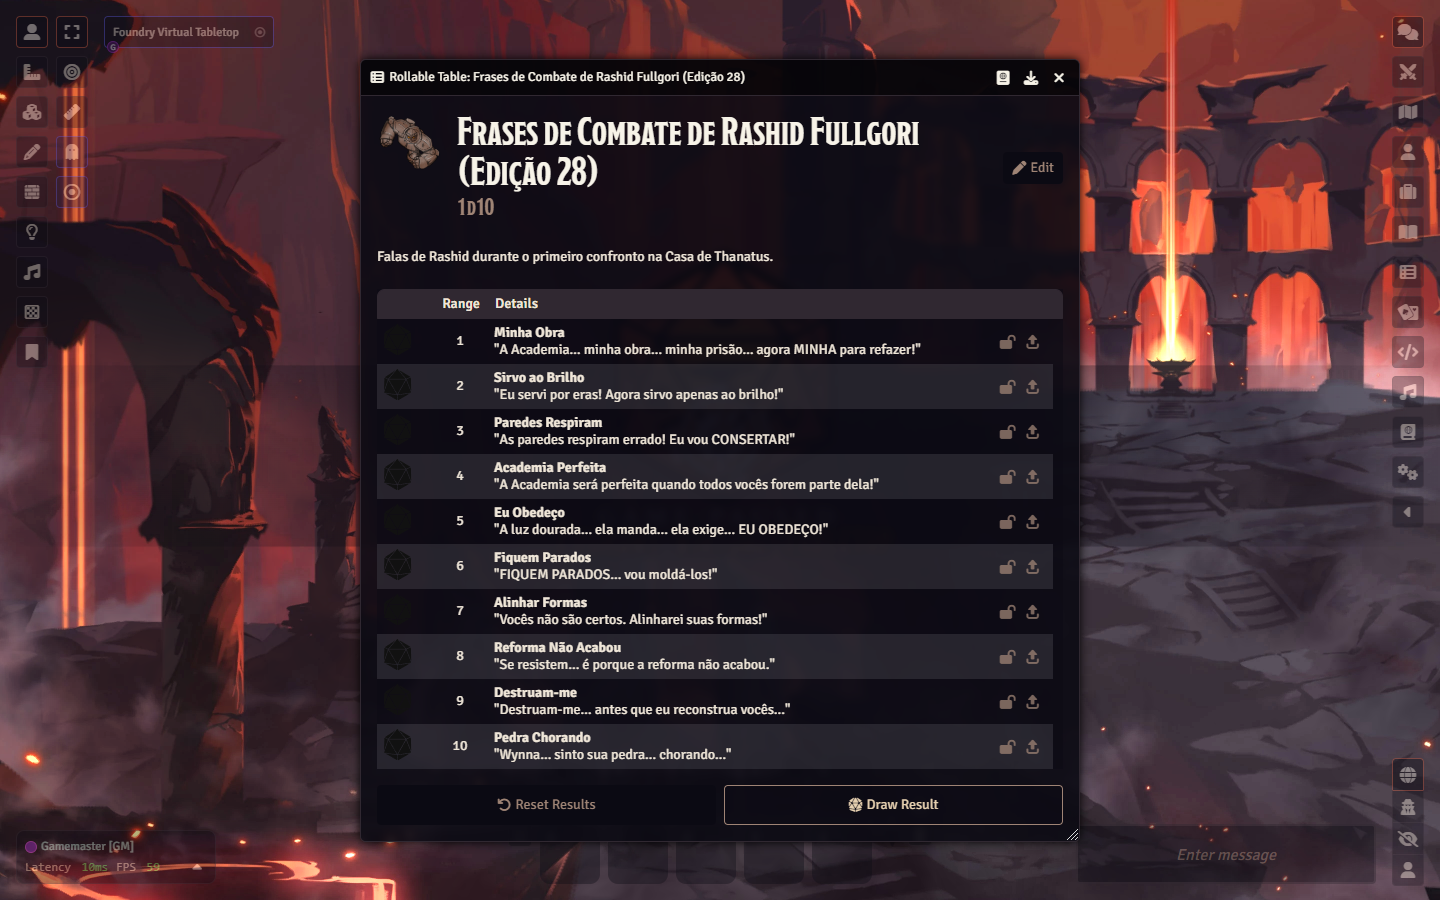 Foundry Virtual Tabletop
G
Rollable Table: Frases de Combate de Rashid Fullgori (Edição 28)
Frases de Combate de Rashid Fullgori
(Edição 28)
1d10
Edit
Falas de Rashid durante o primeiro confronto na Casa de Thanatus.
Range Details
1 Minha Obra
"A Academia... minha obra... minha prisão... agora MINHA para refazer!"
2 Sirvo ao Brilho
"Eu servi por eras! Agora sirvo apenas ao brilho!"
3 Paredes Respiram
"As paredes respiram errado! Eu vou CONSERTAR!"
4 Academia Perfeita
"A Academia será perfeita quando todos vocês forem parte dela!"
5 Eu Obedeço
"A luz dourada... ela manda... ela exige... EU OBEDEÇO!"
6 Fiquem Parados
"FIQUEM PARADOS... vou moldá-los!"
7 Alinhar Formas
"Vocês não são certos. Alinharei suas formas!"
8 Reforma Não Acabou
"Se resistem... é porque a reforma não acabou."
9 Destruam-me
"Destruam-me... antes que eu reconstrua vocês..."
10 Pedra Chorando
"Wynna... sinto sua pedra... chorando..."
Reset Results
Draw Result
Gamemaster [GM]
Latency 10ms FPS 59
Enter message